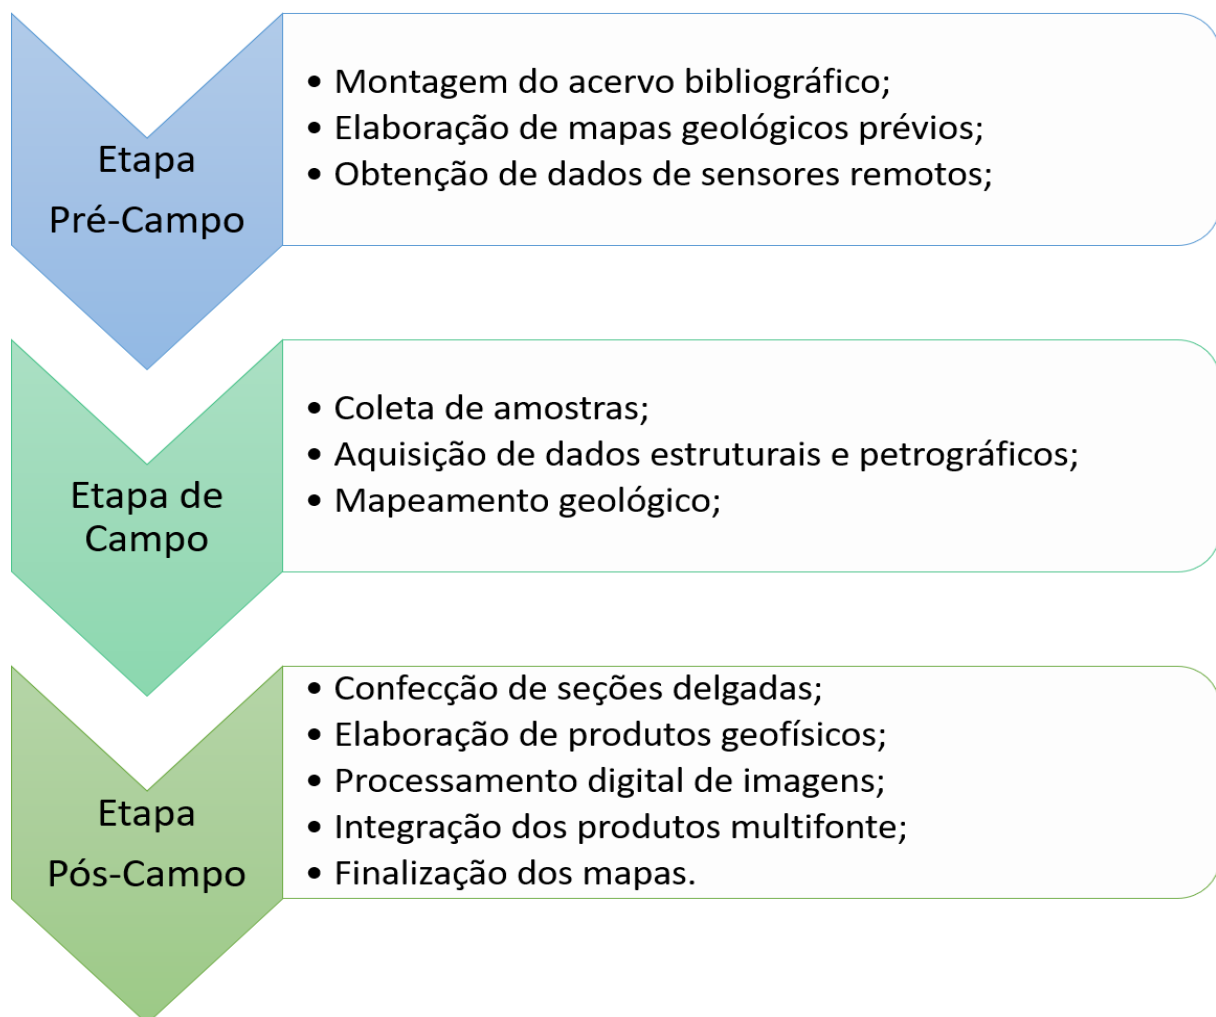 Etapa
Pré-Campo
• Montagem do acervo bibliográfico;
• Elaboração de mapas geológicos prévios;
• Obtenção de dados de sensores remotos;
Etapa de
Campo
• Coleta de amostras;
• Aquisição de dados estruturais e petrográficos;
• Mapeamento geológico;
Etapa
Pós-Campo
• Confecção de seções delgadas;
• Elaboração de produtos geofísicos;
• Processamento digital de imagens;
• Integração dos produtos multifonte;
• Finalização dos mapas.